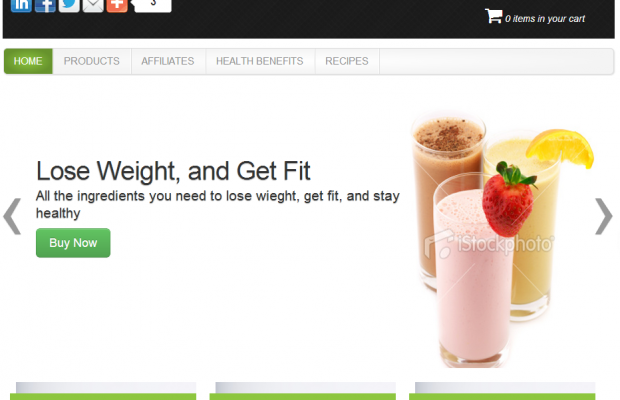 in f 3
0 items in your cart
HOME PRODUCTS AFFILIATES HEALTH BENEFITS RECIPES
Lose Weight, and Get Fit
All the ingredients you need to lose wieght, get fit, and stay
healthy
Buy Now
iStockphoto